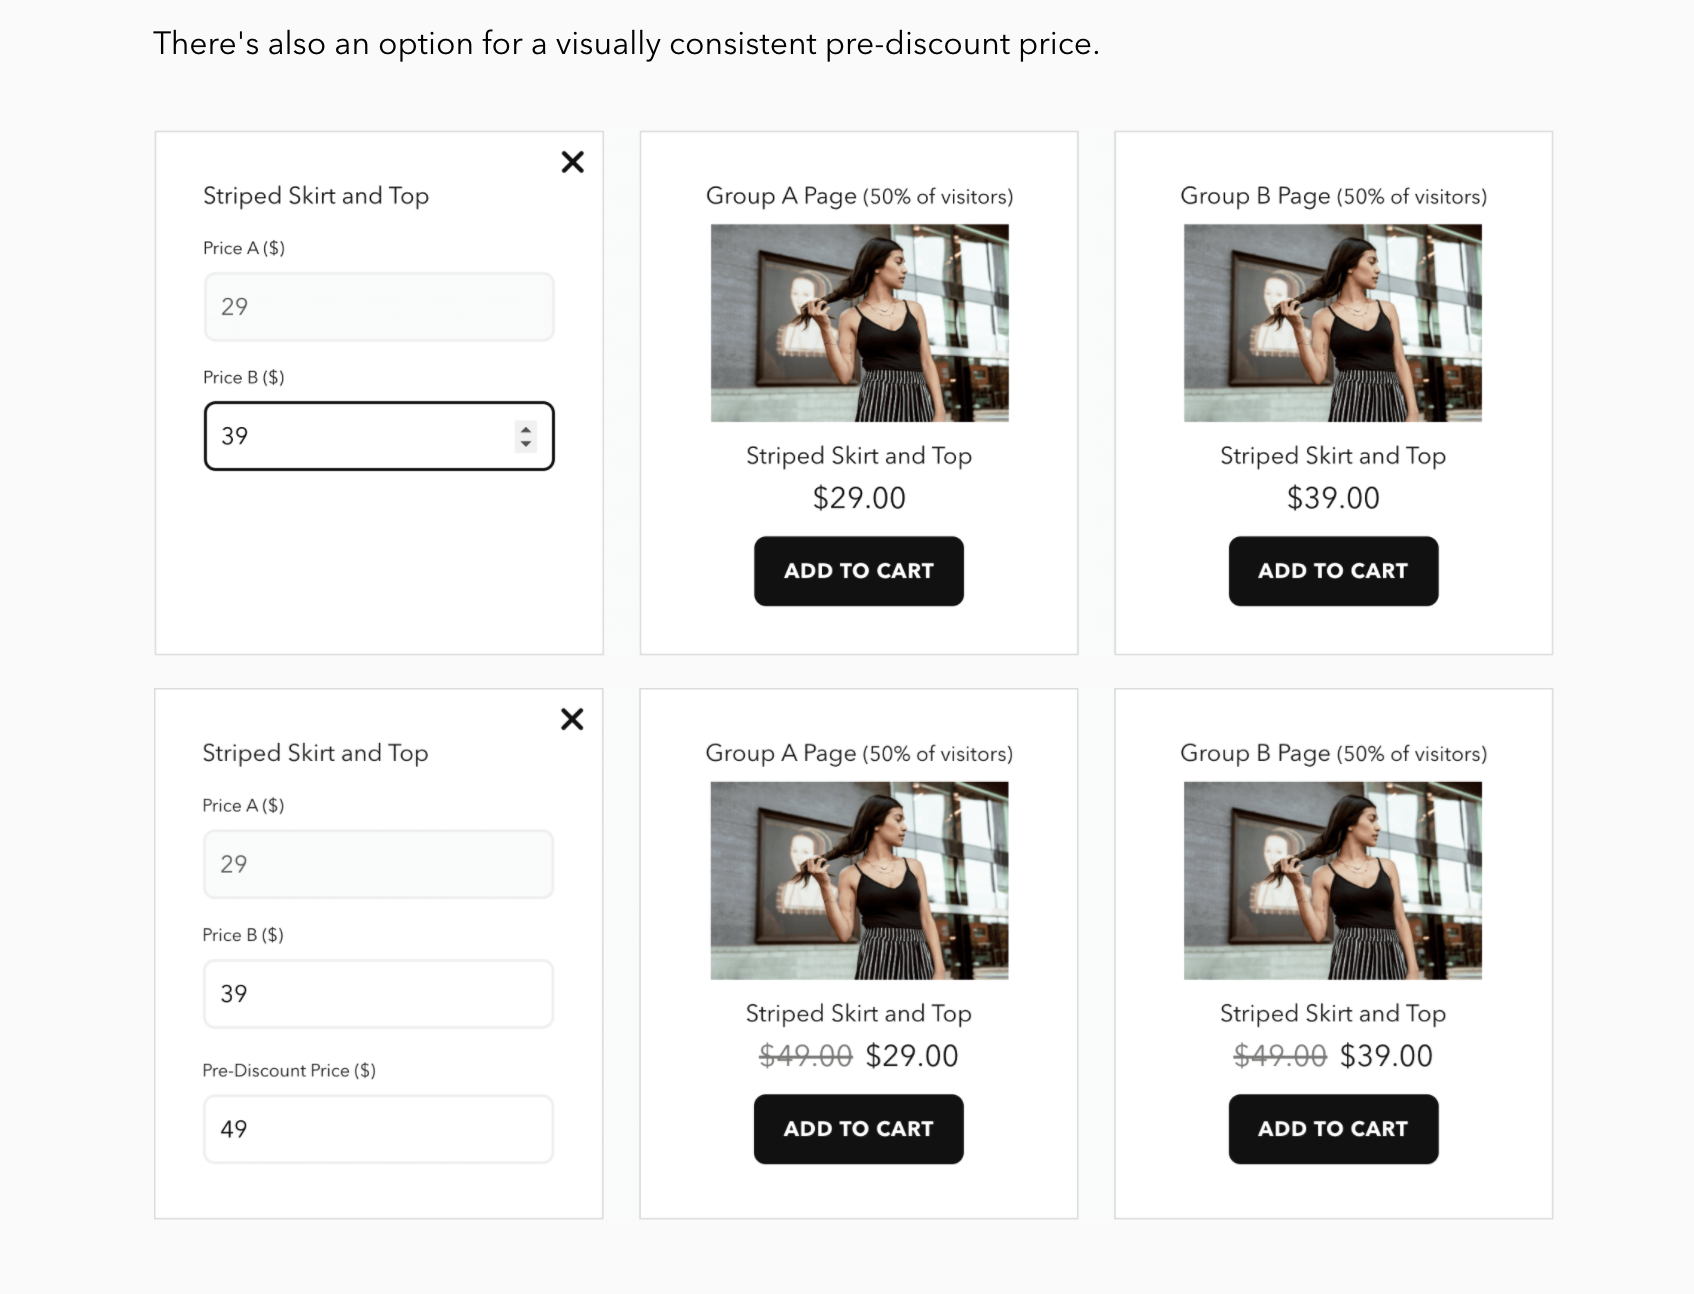 There's also an option for a visually consistent pre-discount price.
Striped Skirt and Top
Price A ($)
29
Price B ($)
39
Group A Page (50% of visitors)
Striped Skirt and Top
$29.00
ADD TO CART
Group B Page (50% of visitors)
Striped Skirt and Top
$39.00
ADD TO CART
Striped Skirt and Top
Price A ($)
29
Price B ($)
39
Pre-Discount Price ($)
49
Group A Page (50% of visitors)
Striped Skirt and Top
$49.00 $29.00
ADD TO CART
Group B Page (50% of visitors)
Striped Skirt and Top
$49.00 $39.00
ADD TO CART